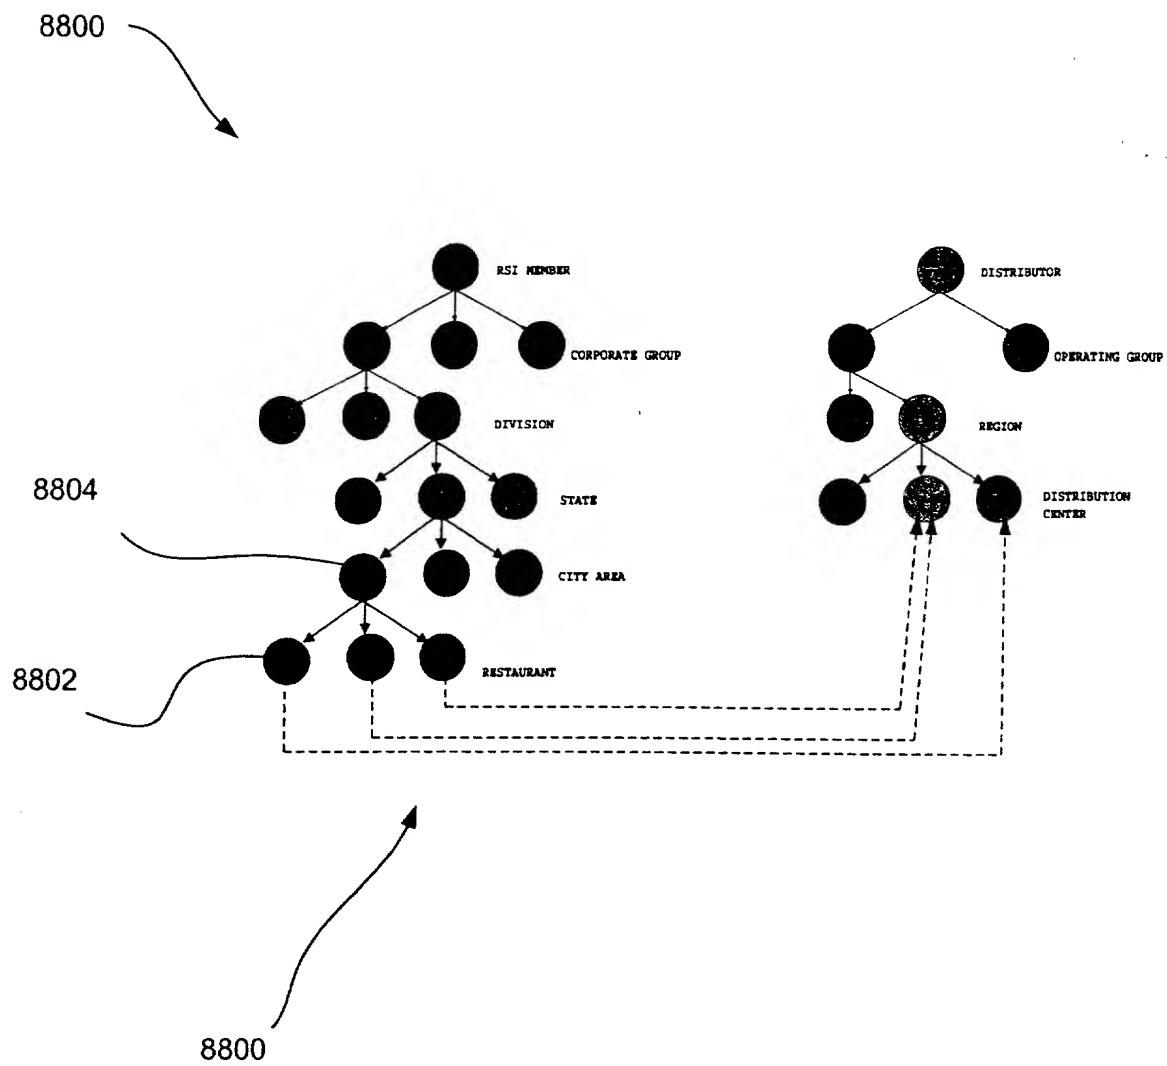 8800
RSI MEMBER
DISTRIBUTOR
CORPORATE GROUP
OPERATING GROUP
DIVISION
REGION
8804
STATE
DISTRIBUTION
CENTER
CITY AREA
8802
RESTAURANT
8800